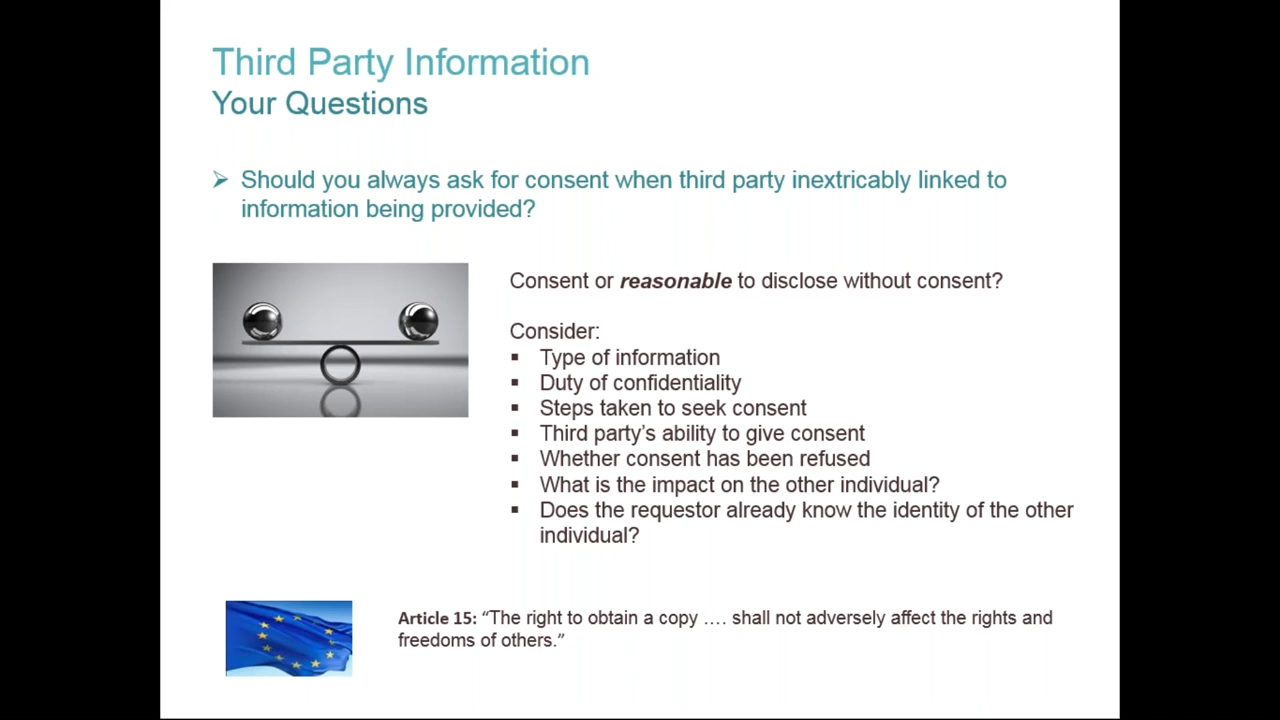 Third Party Information
Your Questions
➢ Should you always ask for consent when third party inextricably linked to
information being provided?
Consent or reasonable to disclose without consent?
Consider:
▪ Type of information
▪ Duty of confidentiality
▪ Steps taken to seek consent
▪ Third party’s ability to give consent
▪ Whether consent has been refused
▪ What is the impact on the other individual?
▪ Does the requestor already know the identity of the other
individual?
Article 15: “The right to obtain a copy …. shall not adversely affect the rights and
freedoms of others.”